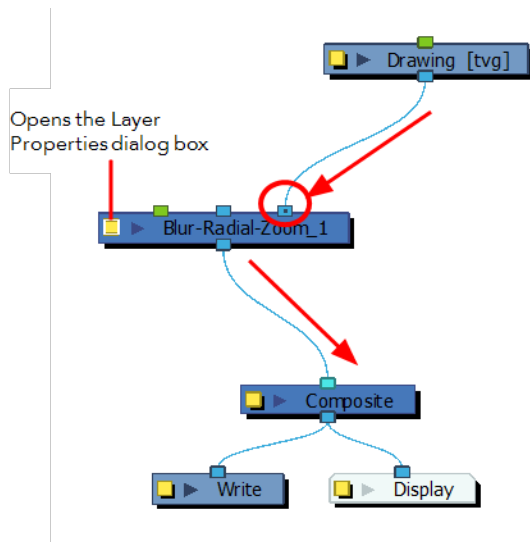 Drawing [tvg]
Opens the Layer
Properties dialog box
Blur-Radial-Zoom_1
Composite
Write
Display